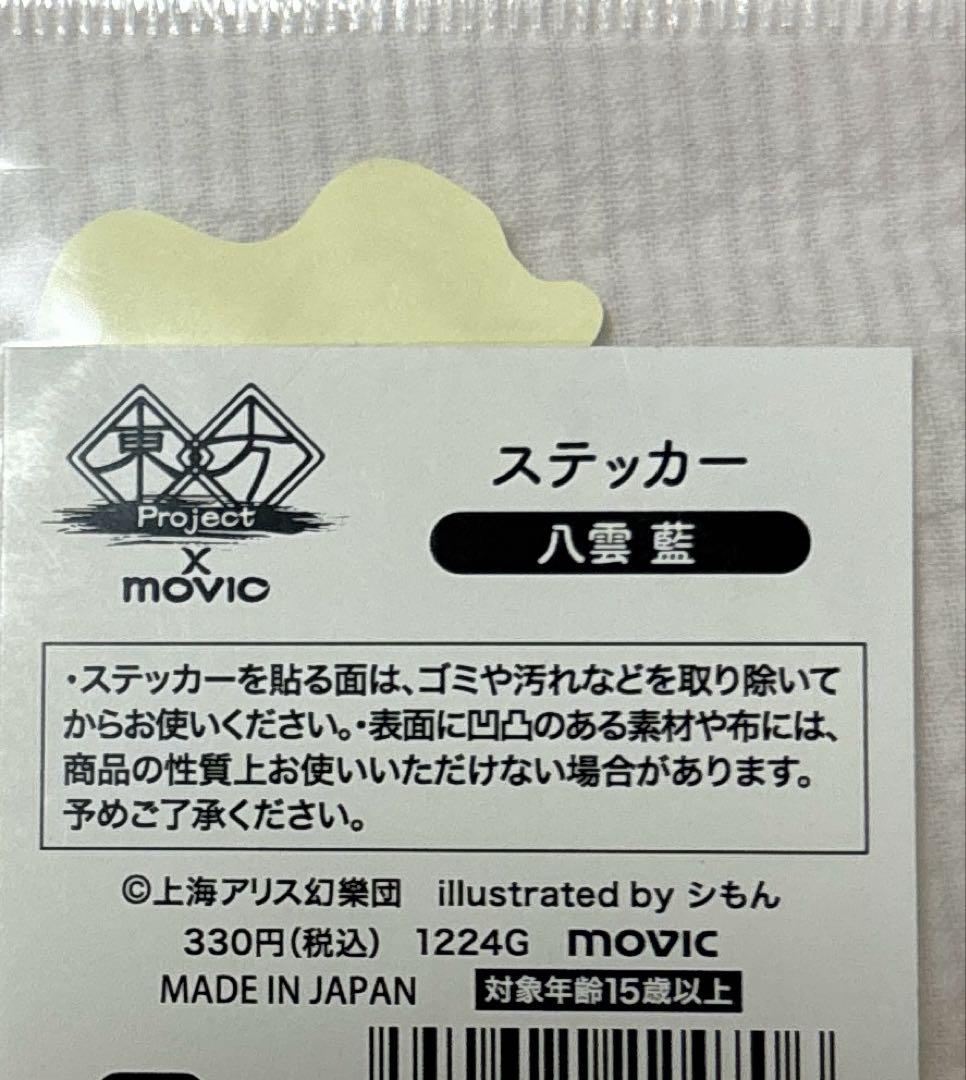 東方
Project
×
movic
ステッカー
八雲 藍
・ステッカーを貼る面は、ゴミや汚れなどを取り除いて
からお使いください。・表面に凹凸のある素材や布には、
商品の性質上お使いいただけない場合があります。
予めご了承ください。
©上海アリス幻樂団 illustrated by シもん
330円(税込) 1224G movic
MADE IN JAPAN 対象年齢15歳以上